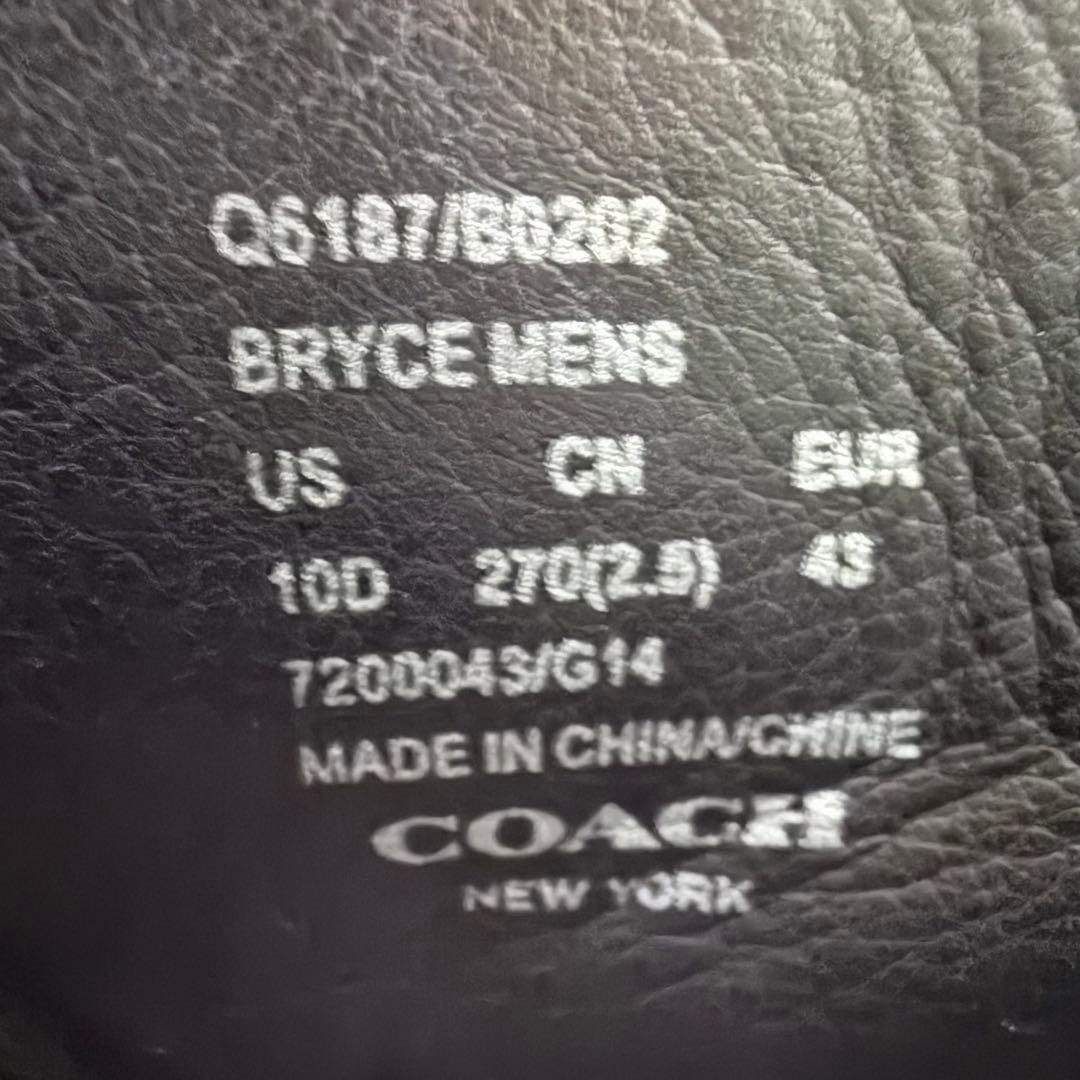 Q6187/B6202
BRYCE MENS
US CN EUR
10D 270(2.5) 43
7200043/G14
MADE IN CHINA/CHINE
COACH
NEW YORK